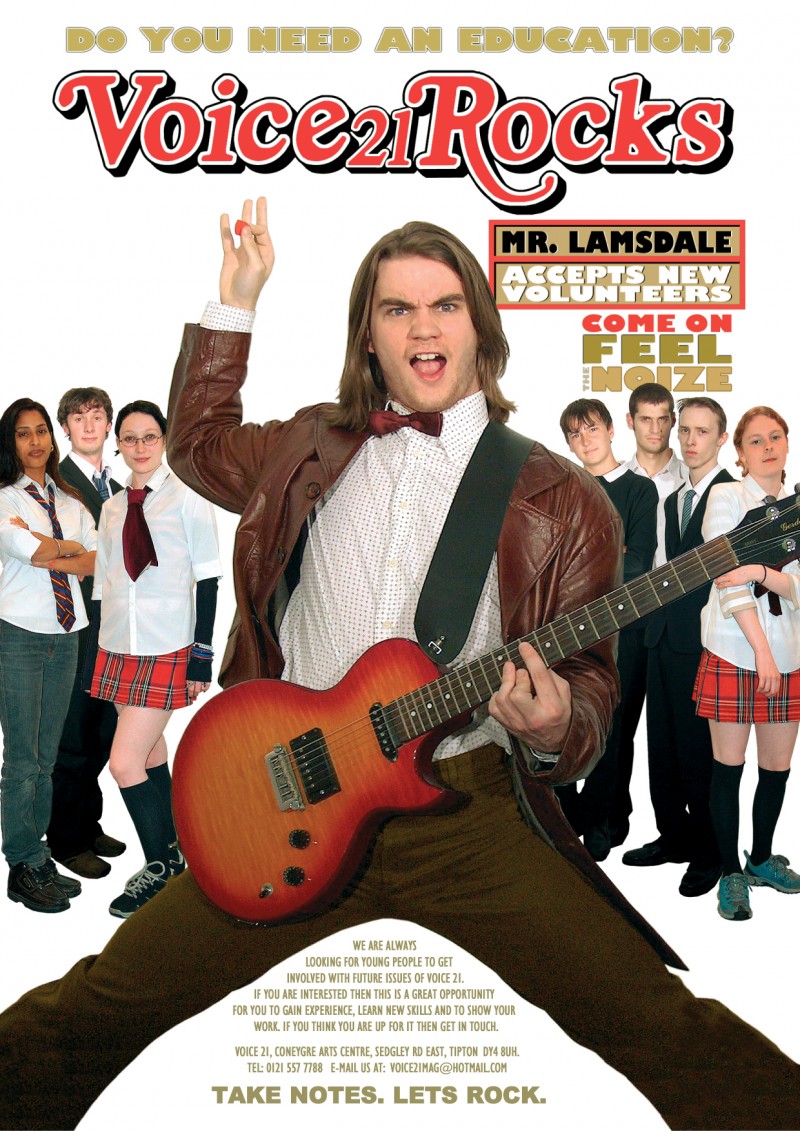 DO YOU NEED AN EDUCATION?
Voice21Rocks
MR. LAMSDALE
ACCEPTS NEW
VOLUNTEERS
COME ON
FEEL
THE NOIZE
WE ARE ALWAYS
LOOKING FOR YOUNG PEOPLE TO GET
INVOLVED WITH FUTURE ISSUES OF VOICE 21.
IF YOU ARE INTERESTED THEN THIS IS A GREAT OPPORTUNITY
FOR YOU TO GAIN EXPERIENCE, LEARN NEW SKILLS AND TO SHOW YOUR
WORK. IF YOU THINK YOU ARE UP FOR IT THEN GET IN TOUCH.
VOICE 21, CONEYGRE ARTS CENTRE, SEDGLEY RD EAST, TIPTON DY4 8UH.
TEL: 0121 557 7788 E-MAIL US AT: VOICE21MAG@HOTMAIL.COM
TAKE NOTES. LETS ROCK.